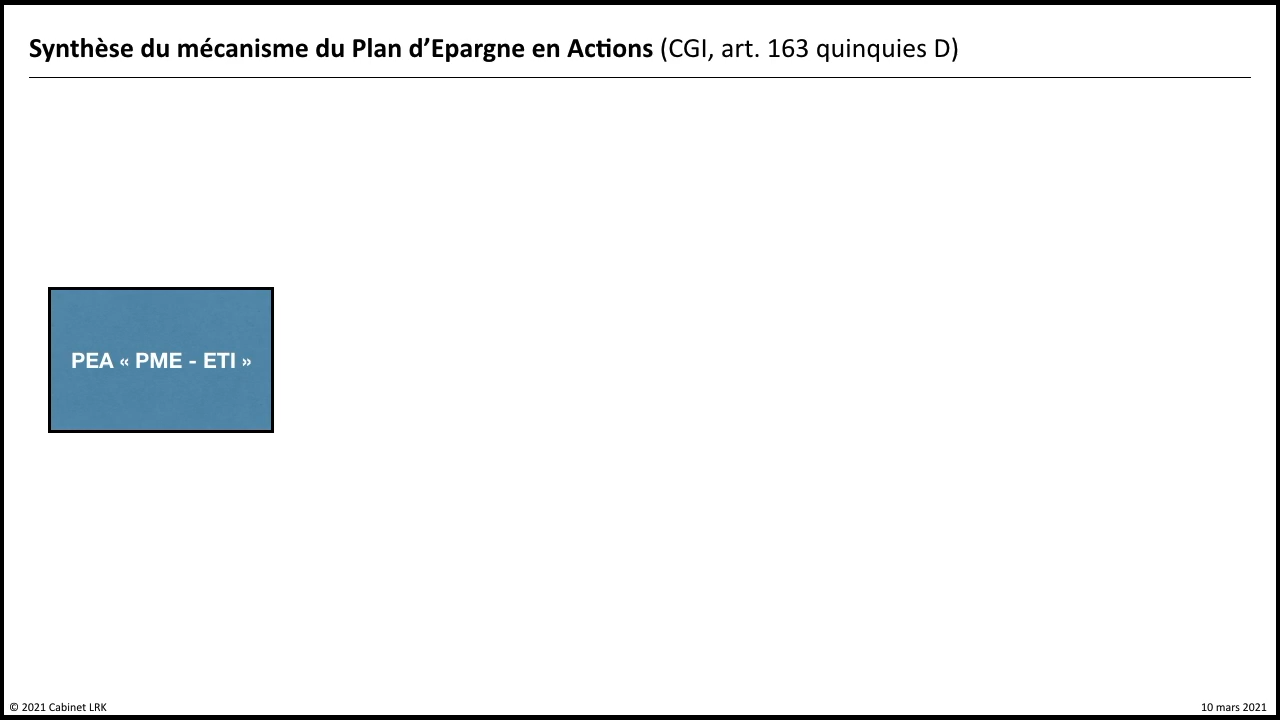 Synthèse du mécanisme du Plan d’Epargne en Actions (CGI, art. 163 quinquies D)
PEA « PME - ETI »
© 2021 Cabinet LRK
10 mars 2021